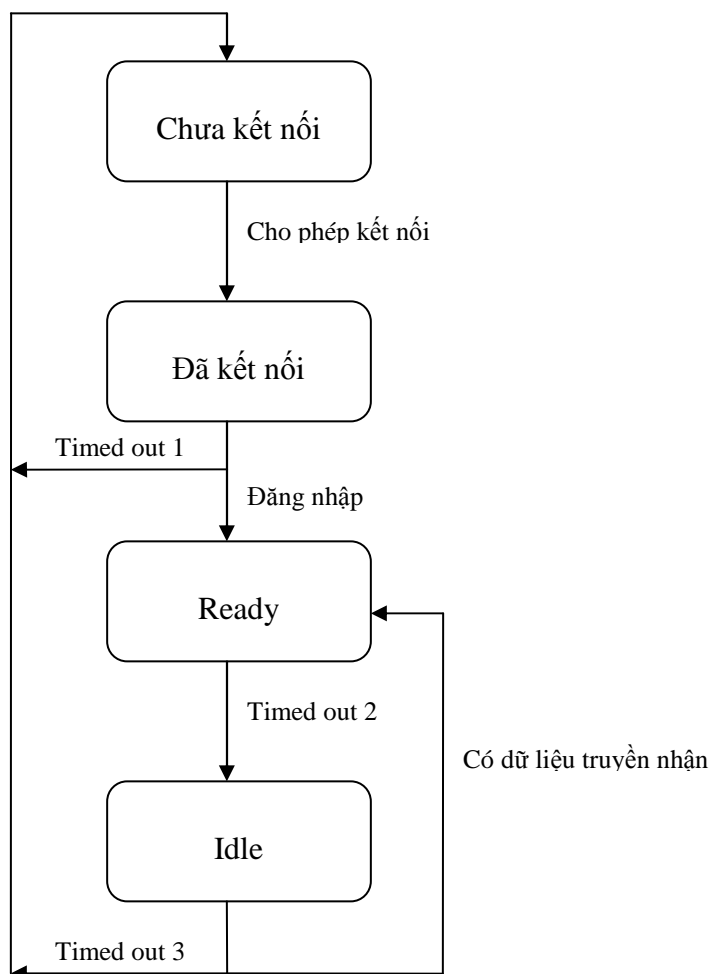 Chưa kết nối
Cho phép kết nối
Đã kết nối
Timed out 1
Đăng nhập
Ready
Timed out 2
Có dữ liệu truyền nhận
Idle
Timed out 3